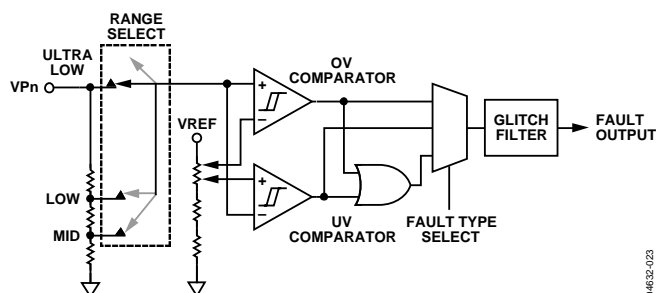 RANGE
SELECT
ULTRA
LOW
VPn
LOW
MID
VREF
+
−
OV
COMPARATOR
+
−
UV
COMPARATOR
FAULT TYPE
SELECT
GLITCH
FILTER
FAULT
OUTPUT
04632-023